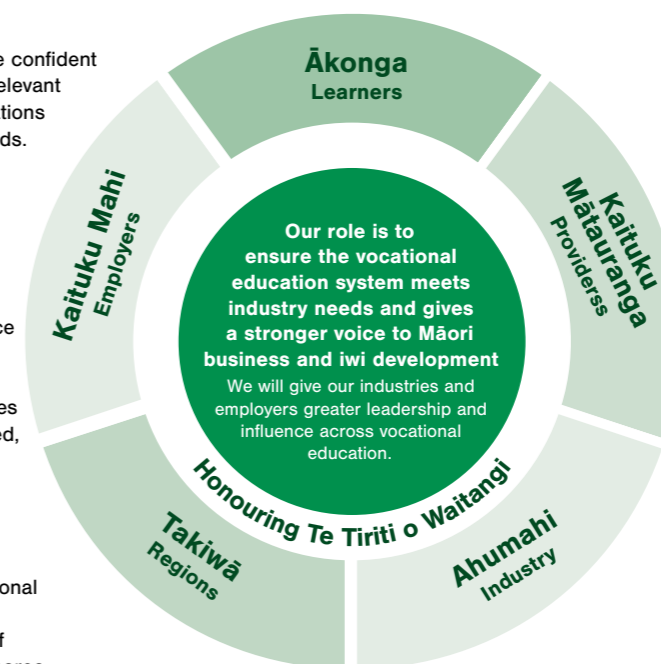 e confident
elevant
ations
ds.
ce
es
ed,
onal
f
Ākonga
Learners
Kaituku
Mātauranga
Providerss
Ahumahi
Industry
Takiwā
Regions
Kaituku Mahi
Employers
Our role is to
ensure the vocational
education system meets
industry needs and gives
a stronger voice to Māori
business and iwi development
We will give our industries and
employers greater leadership and
influence across vocational
education.
Honouring Te Tiriti o Waitangi